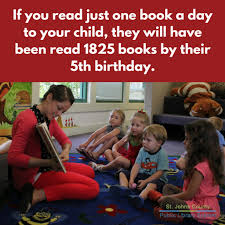 If you read just one book a day
to your child, they will have
been read 1825 books by their
5th birthday.
St. Johns County
Public Library